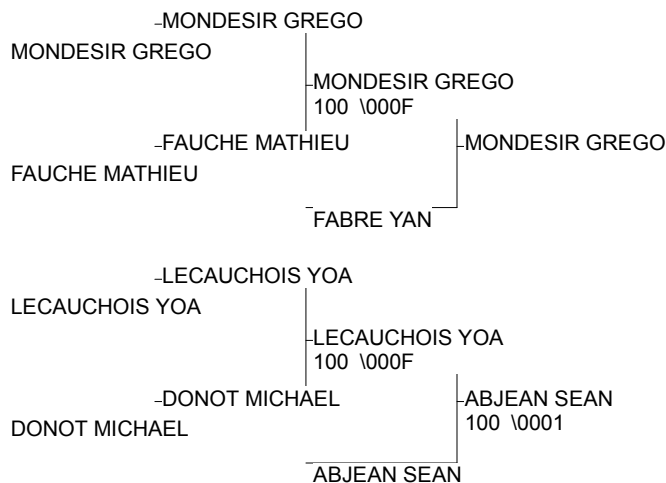 MONDESIR GREGO
MONDESIR GREGO
MONDESIR GREGO
100 \000F
FAUCHE MATHIEU
MONDESIR GREGO
FAUCHE MATHIEU
FABRE YAN
LECAUCHOIS YOA
LECAUCHOIS YOA
LECAUCHOIS YOA
100 \000F
DONOT MICHAEL
ABJEAN SEAN
100 \0001
DONOT MICHAEL
ABJEAN SEAN